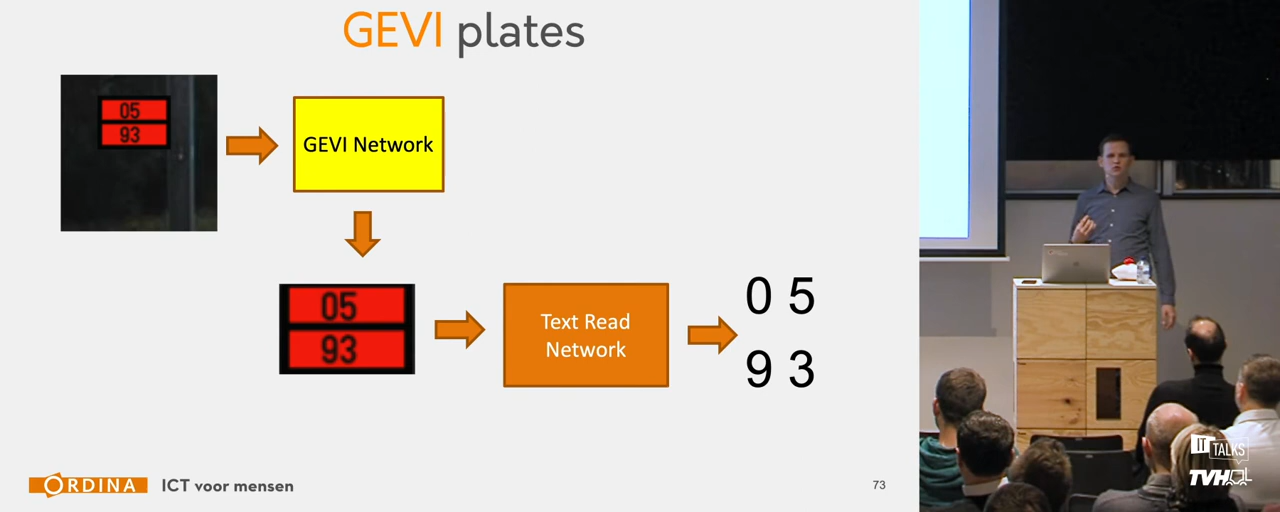 GEVI plates
05
93
GEVI Network
05
93
Text Read
Network
0 5
9 3
ORDINA
ICT voor mensen
73
IT
TALKS
TVH